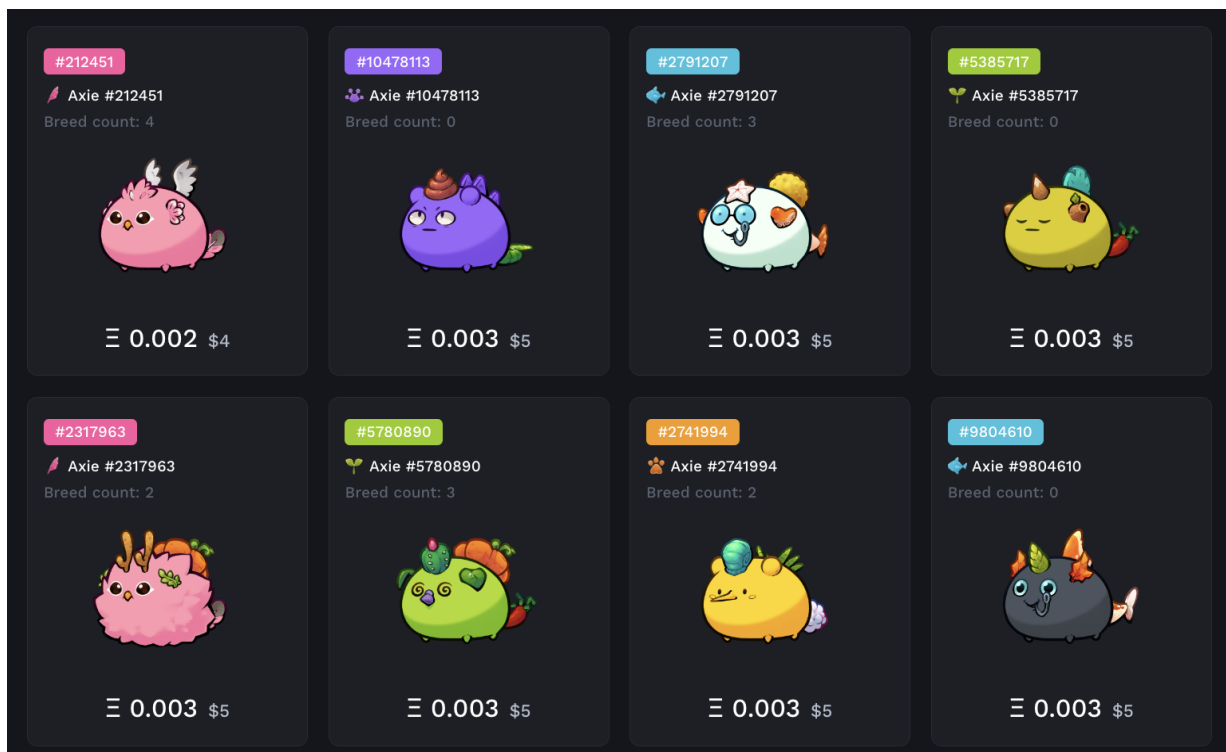 #212451
Axie #212451
Breed count: 4
Ξ 0.002 $4
#10478113
Axie #10478113
Breed count: 0
Ξ 0.003 $5
#2791207
Axie #2791207
Breed count: 3
Ξ 0.003 $5
#5385717
Axie #5385717
Breed count: 0
Ξ 0.003 $5
#2317963
Axie #2317963
Breed count: 2
Ξ 0.003 $5
#5780890
Axie #5780890
Breed count: 3
Ξ 0.003 $5
#2741994
Axie #2741994
Breed count: 2
Ξ 0.003 $5
#9804610
Axie #9804610
Breed count: 0
Ξ 0.003 $5